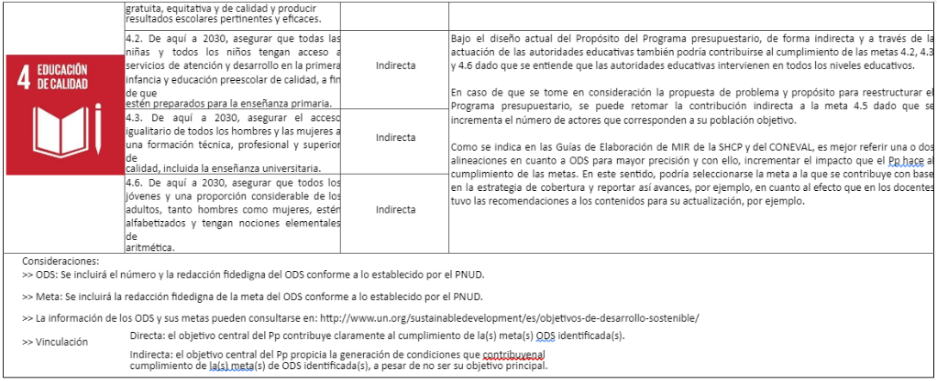 gratuita, equitativa y de calidad y producir
resultados escolares pertinentes y eficaces.
4 EDUCACIÓN
DE CALIDAD
4.2. De aquí a 2030, asegurar que todas las
niñas y todos los niños tengan acceso a
servicios de atención y desarrollo en la primera
infancia y educación preescolar de calidad, a fin
de que
estén preparados para la enseñanza primaria.
Indirecta
4.3. De aquí a 2030, asegurar el acceso
igualitario de todos los hombres y las mujeres a
una formación técnica, profesional y superior
de
calidad, incluida la enseñanza universitaria.
Indirecta
4.6. De aquí a 2030, asegurar que todos los
jóvenes y una proporción considerable de los
adultos, tanto hombres como mujeres, estén
alfabetizados y tengan nociones elementales
de
aritmética.
Indirecta
Bajo el diseño actual del Propósito del Programa presupuestario, de forma indirecta y a través de la
actuación de las autoridades educativas también podría contribuirse al cumplimiento de las metas 4.2, 4.3
y 4.6 dado que se entiende que las autoridades educativas intervienen en todos los niveles educativos.
En caso de que se tome en consideración la propuesta de problema y propósito para reestructurar el
Programa presupuestario, se puede retomar la contribución indirecta a la meta 4.5 dado que se
incrementa el número de actores que corresponden a su población objetivo.
Como se indica en las Guías de Elaboración de MIR de la SHCP y del CONEVAL, es mejor referir una o dos
alineaciones en cuanto a ODS para mayor precisión y con ello, incrementar el impacto que el Pp hace al
cumplimiento de las metas. En este sentido, podría seleccionarse la meta a la que se contribuye con base
en la estrategia de cobertura y reportar así avances, por ejemplo, en cuanto al efecto que en los docentes
tuvo las recomendaciones a los contenidos para su actualización, por ejemplo.
Consideraciones:
>> ODS: Se incluirá el número y la redacción fidedigna del ODS conforme a lo establecido por el PNUD.
>> Meta: Se incluirá la redacción fidedigna de la meta del ODS conforme a lo establecido por el PNUD.
>> La información de los ODS y sus metas pueden consultarse en: http://www.un.org/sustainabledevelopment/es/objetivos-de-desarrollo-sostenible/
>> Vinculación
Directa: el objetivo central del Pp contribuye claramente al cumplimiento de la(s) meta(s) ODS identificada(s).
Indirecta: el objetivo central del Pp propicia la generación de condiciones que contribuyenal
cumplimiento de la(s) meta(s) de ODS identificada(s), a pesar de no ser su objetivo principal.